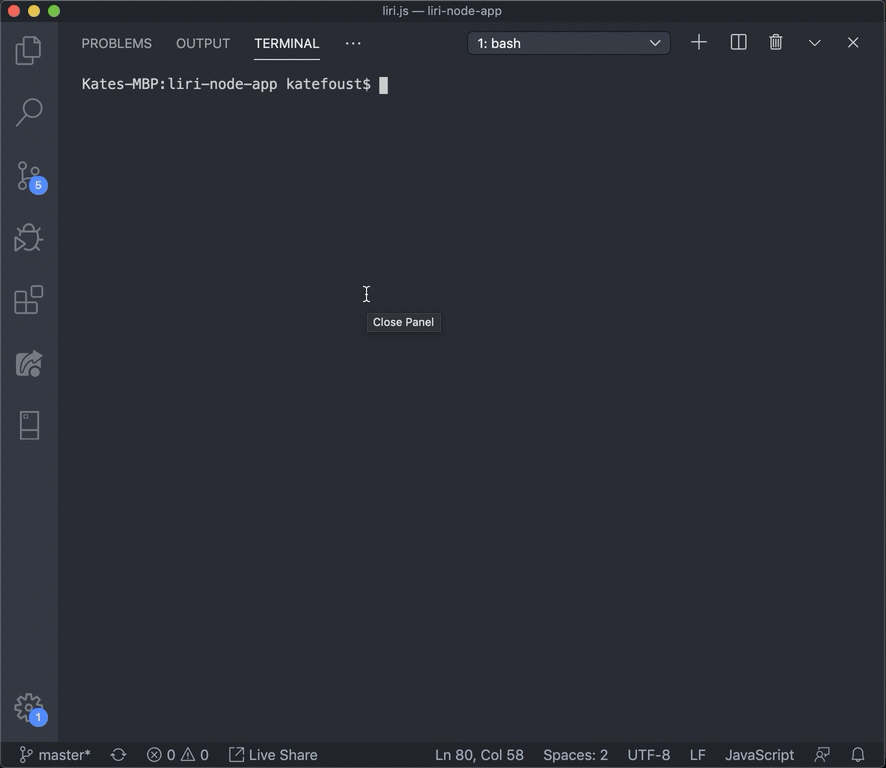 liri.js — liri-node-app
PROBLEMS OUTPUT TERMINAL ··· 1: bash
Kates-MBP:liri-node-app katefoust$
5
Close Panel
1
master* 0 0 Live Share Ln 80, Col 58 Spaces: 2 UTF-8 LF JavaScript